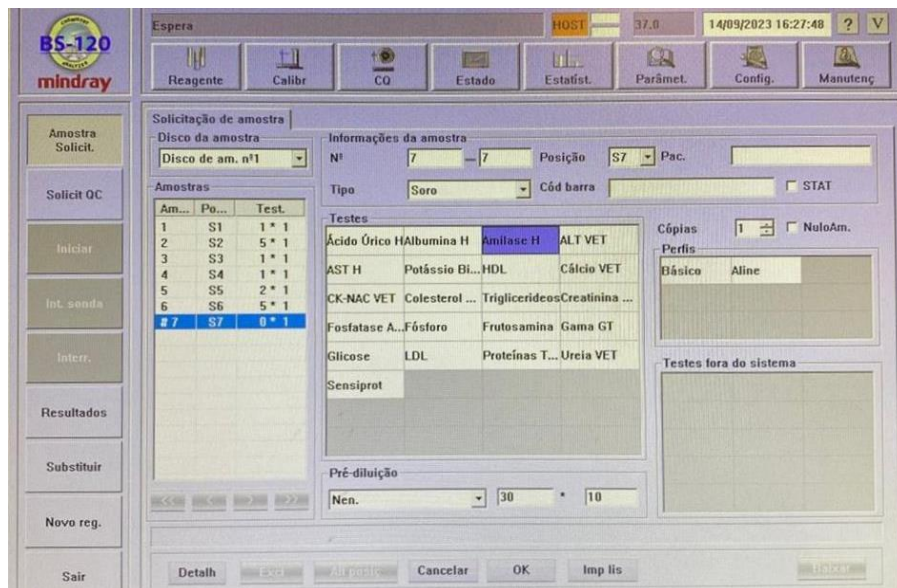 BS-120
mindray
Espera
HOST
37.0
14/09/2023 16:27:48
?
V
Reagente
Calibr
CQ
Estado
Estatíst.
Parâmet.
Config.
Manutenç
Amostra
Solicit.
Solicit QC
Iniciar
Int. sonda
Interr.
Resultados
Substituir
Novo reg.
Sair
Solicitação de amostra
Disco da amostra
Disco de am. nº1
Amostras
Am... Po... Test.
1 S1 1 * 1
2 S2 5 * 1
3 S3 1 * 1
4 S4 1 * 1
5 S5 2 * 1
6 S6 5 * 1
# 7 S7 0 * 1
<< < > >>
Informações da amostra
Nº 7 — 7 Posição S7 Pac.
Tipo Soro Cód barra STAT
Testes
Ácido Úrico H Albumina H Amilase H ALT VET
AST H Potássio Bi... HDL Cálcio VET
CK-NAC VET Colesterol ... Triglicerídeos Creatinina ...
Fosfatase A... Fósforo Frutosamina Gama GT
Glicose LDL Proteínas T... Ureia VET
Sensiprot
Cópias 1 NuloAm.
Perfis
Básico Aline
Testes fora do sistema
Pré-diluição
Nen. 30 * 10
Detalh Excl Alt posiç Cancelar OK Imp lis Baixar